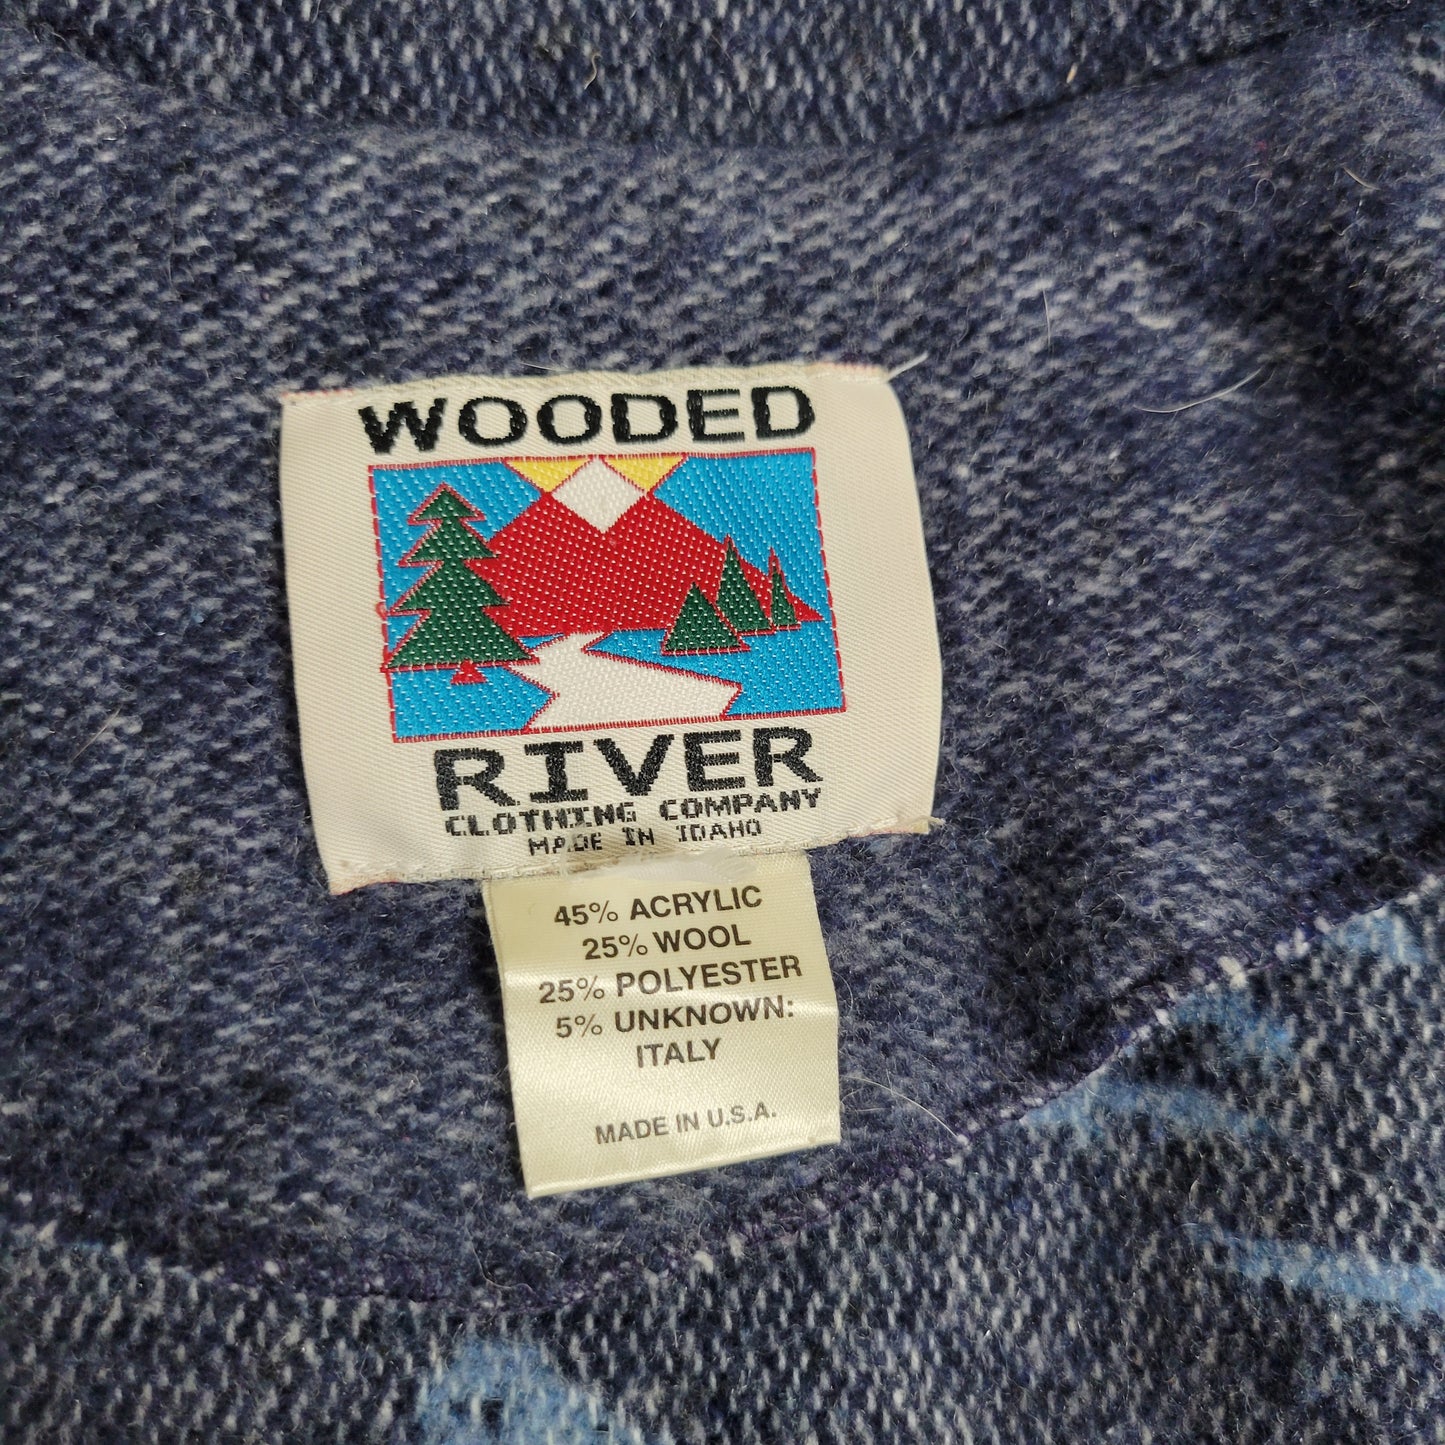 WOODED
RIVER
CLOTHING COMPANY
MADE IN IDAHO
45% ACRYLIC
25% WOOL
25% POLYESTER
5% UNKNOWN:
ITALY
MADE IN U.S.A.